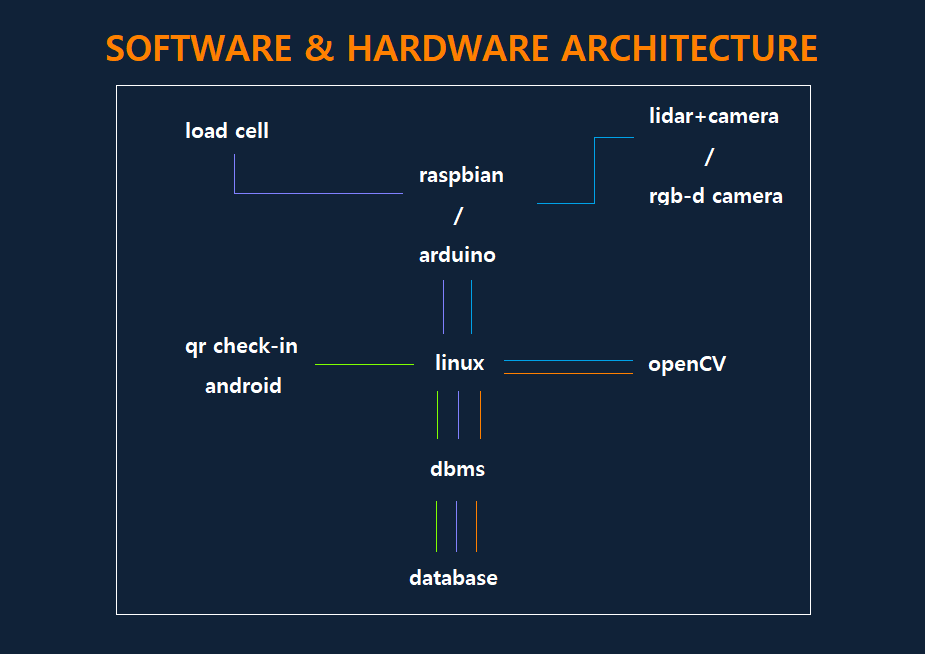 SOFTWARE & HARDWARE ARCHITECTURE
load cell
lidar+camera
/
rgb-d camera
raspbian
/
arduino
qr check-in
android
linux
openCV
dbms
database